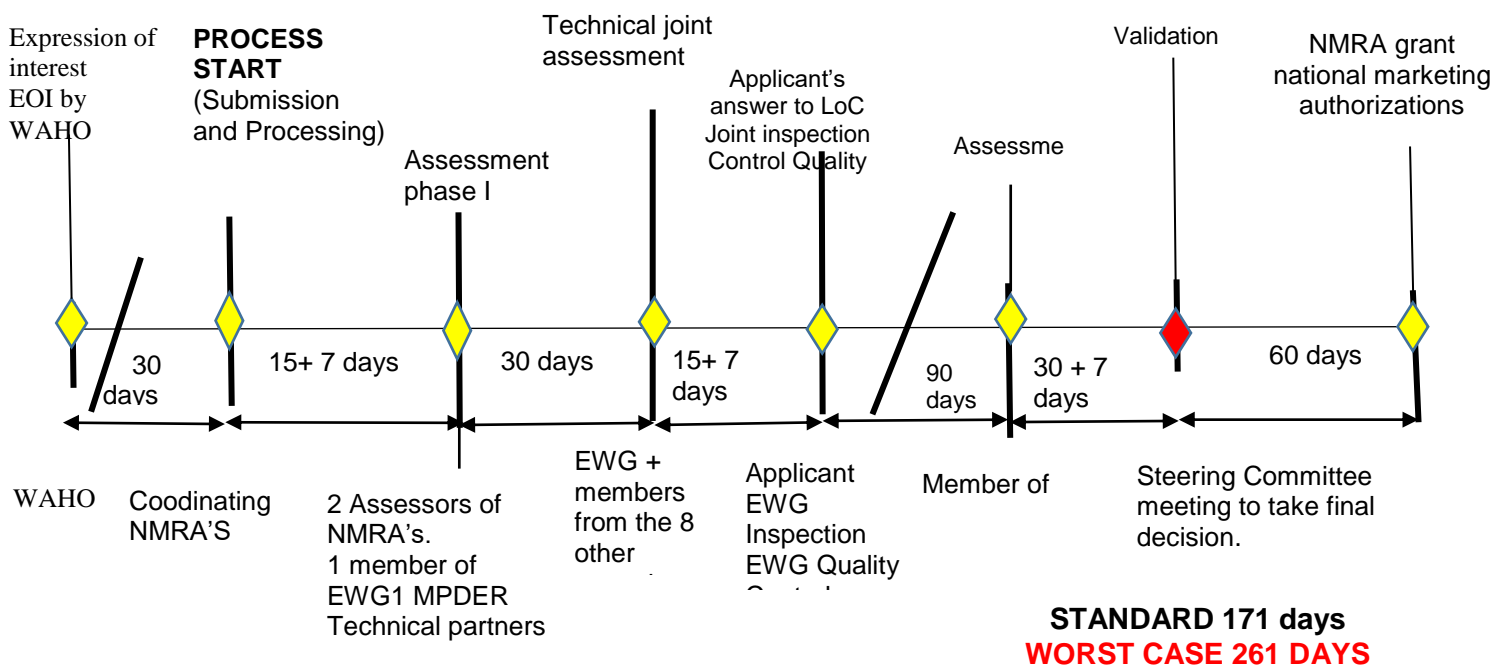 Expression of
interest
EOI by
WAHO
PROCESS
START
(Submission
and Processing)
Assessment
phase I
Technical joint
assessment
Applicant's
answer to LoC
Joint inspection
Control Quality
Assessme
Validation
NMRA grant
national marketing
authorizations
30
days
15+ 7 days
30 days
15+ 7
days
90
days
30 + 7
days
60 days
WAHO
Coodinating
NMRA'S
2 Assessors of
NMRA's.
1 member of
EWG1 MPDER
Technical partners
EWG +
members
from the 8
other
Applicant
EWG
Inspection
EWG Quality
Member of
Steering Committee
meeting to take final
decision.
STANDARD 171 days
WORST CASE 261 DAYS